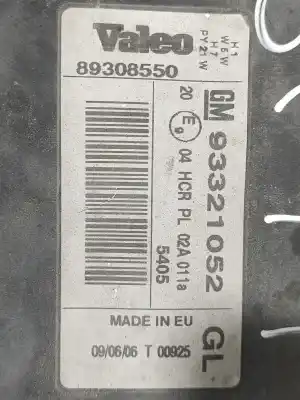 Valeo
89308550
H1
W5W
H7
PY21W
GM 93321052 GL
20 E9 04 HCR PL 02A 011a
5405
MADE IN EU
09/06/06 T 00925